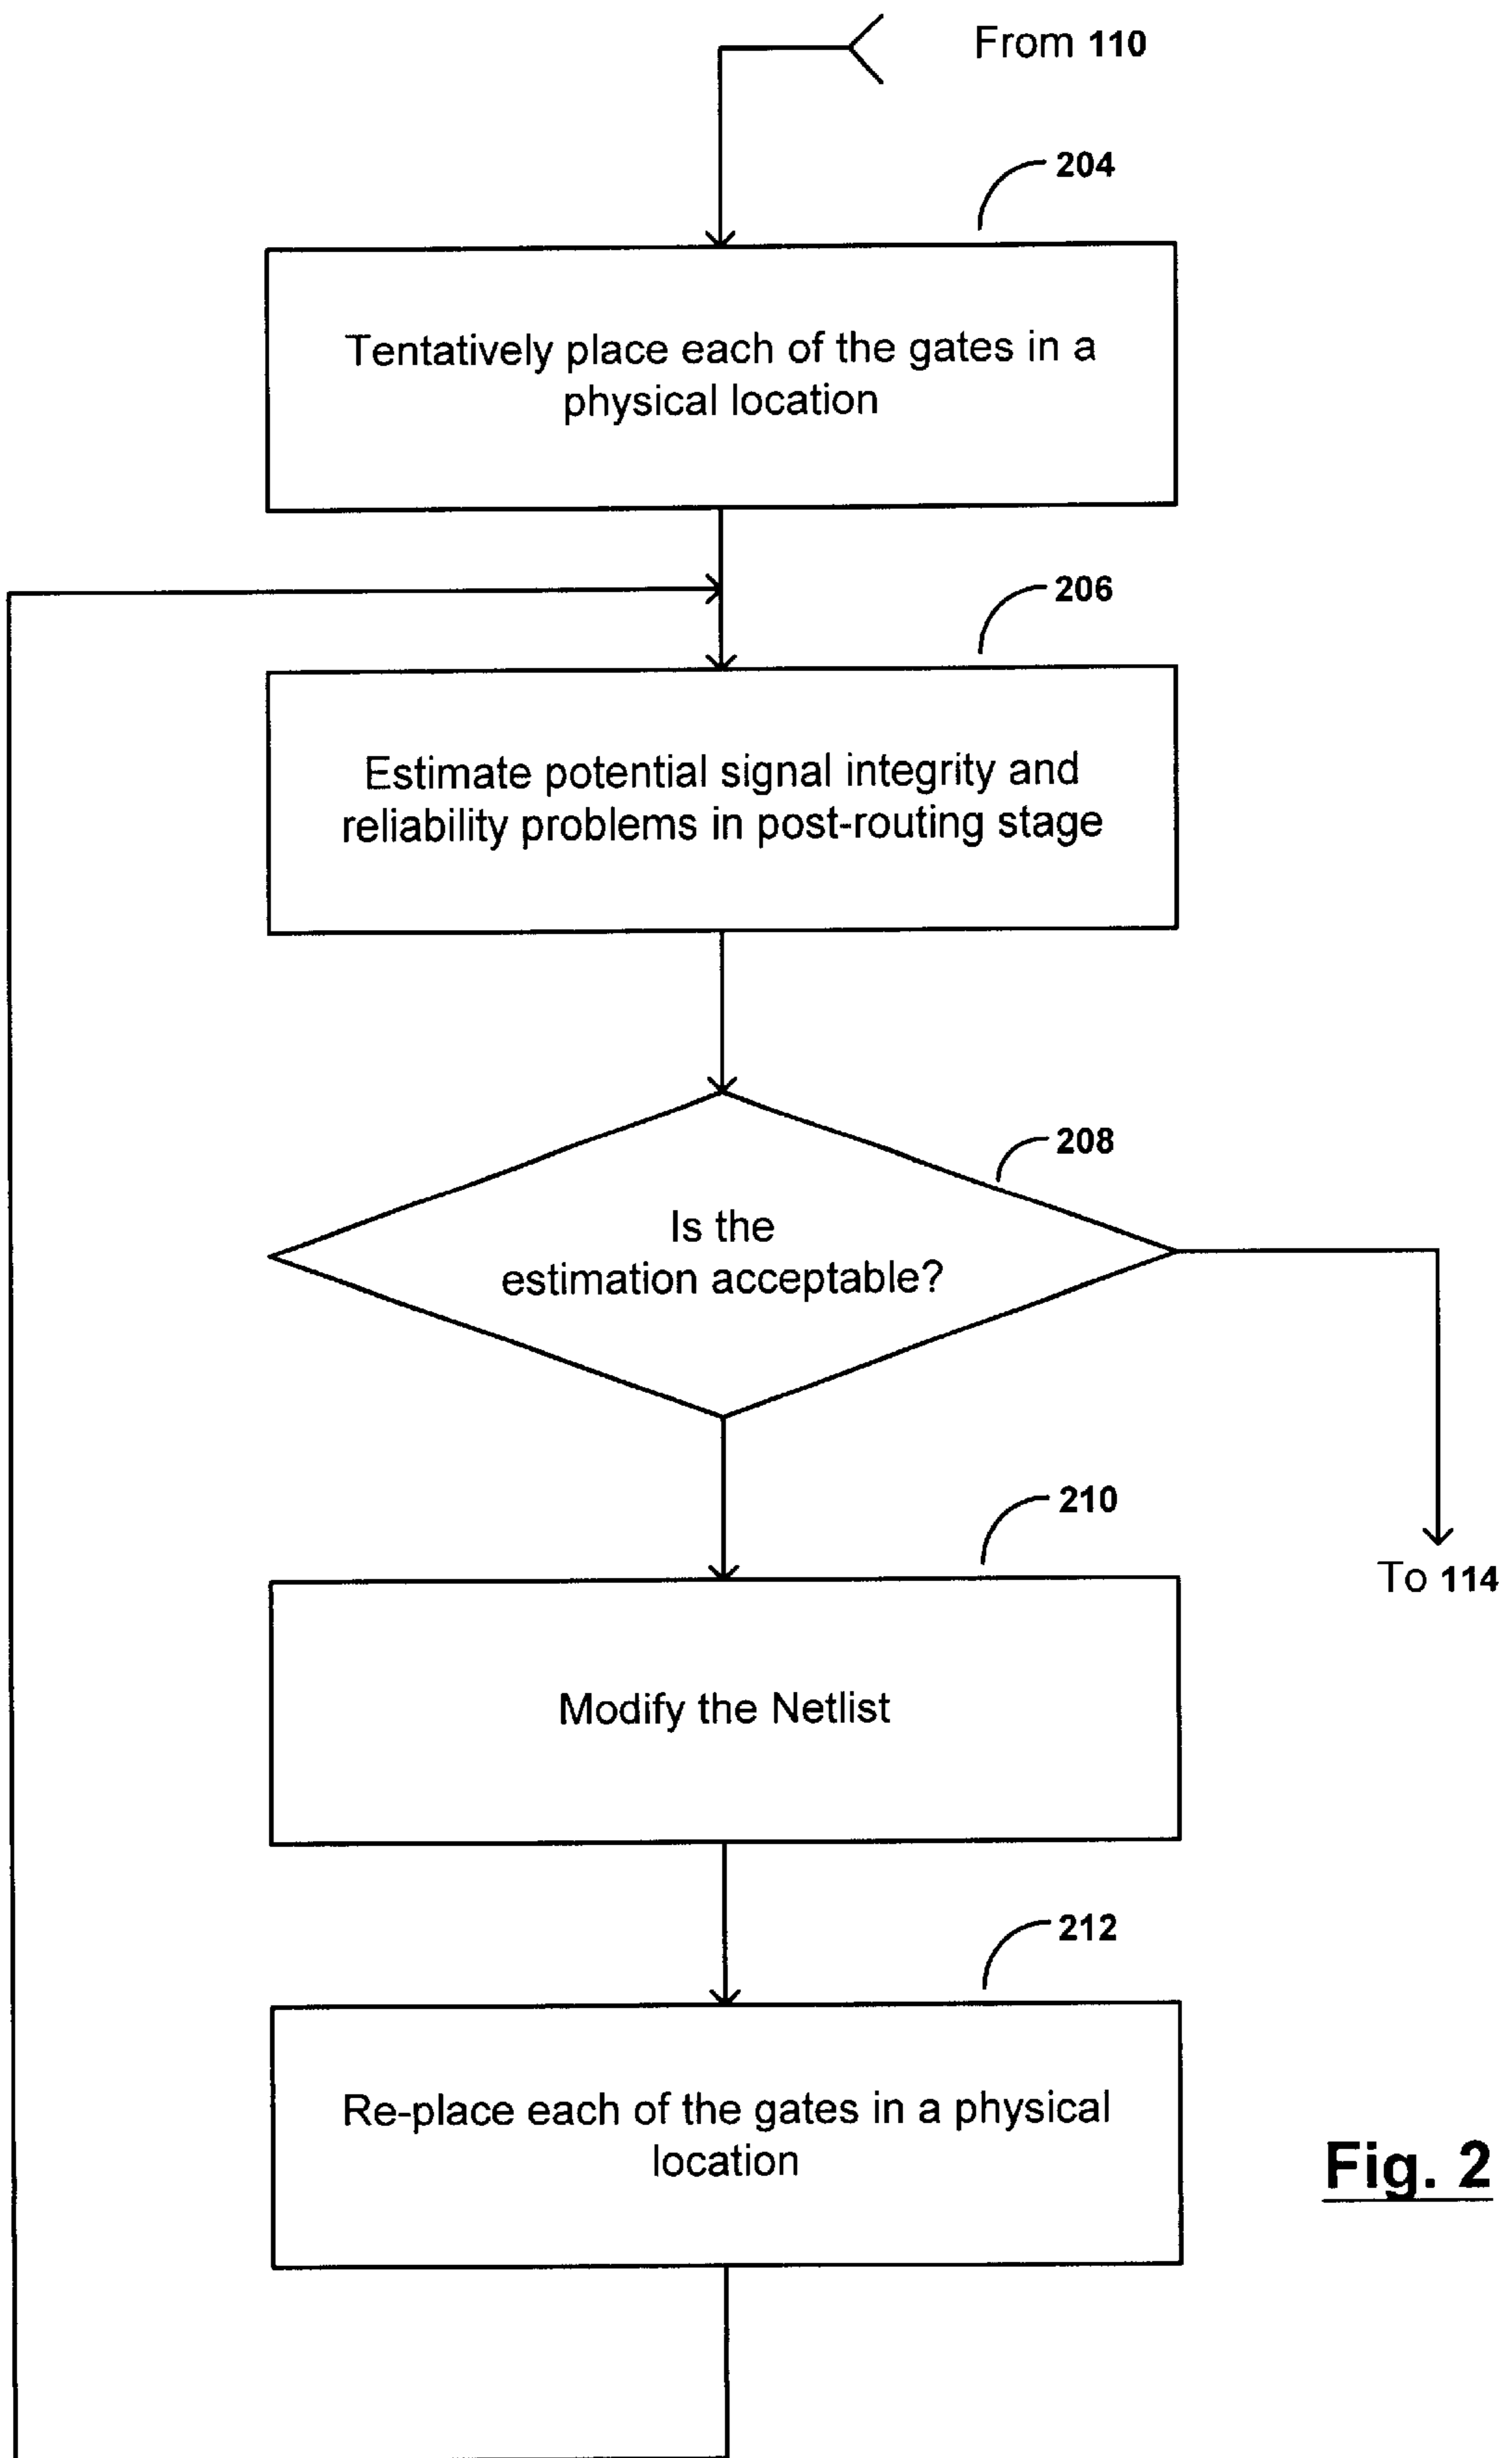 From 110
204
Tentatively place each of the gates in a
physical location
206
Estimate potential signal integrity and
reliability problems in post-routing stage
208
Is the
estimation acceptable?
210
To 114
Modify the Netlist
212
Re-place each of the gates in a physical
location
Fig. 2